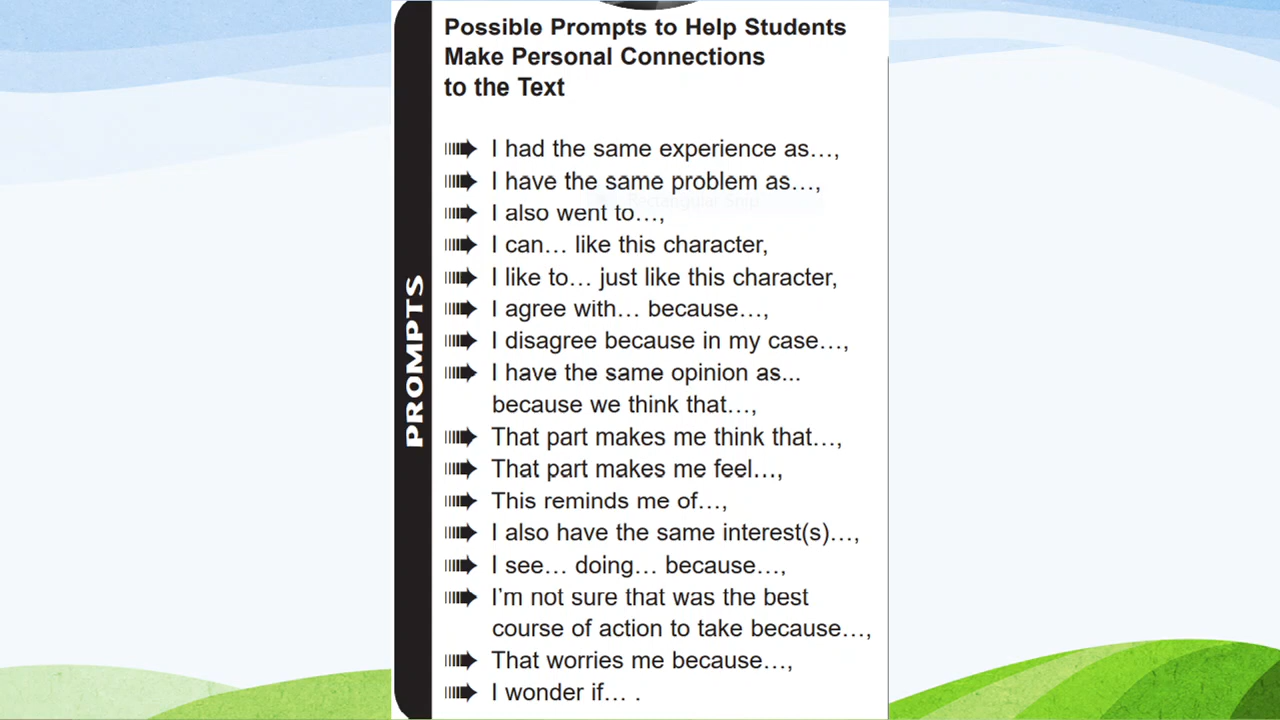 Possible Prompts to Help Students
Make Personal Connections
to the Text
PROMPTS
I had the same experience as…,
I have the same problem as…,
I also went to…,
I can… like this character,
I like to… just like this character,
I agree with… because…,
I disagree because in my case…,
I have the same opinion as...
because we think that…,
That part makes me think that…,
That part makes me feel…,
This reminds me of…,
I also have the same interest(s)…,
I see… doing… because…,
I’m not sure that was the best
course of action to take because…,
That worries me because…,
I wonder if… .